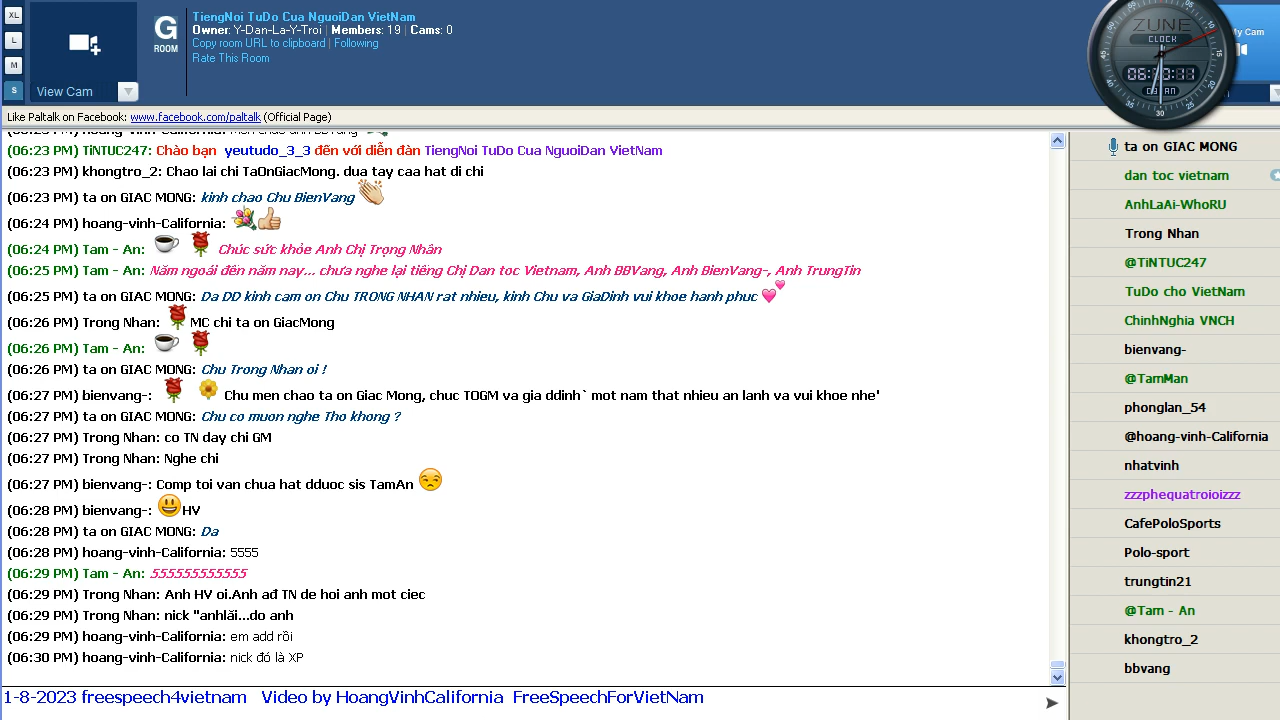 XL
L
M
S
View Cam
G
ROOM
TiengNoi TuDo Cua NguoiDan VietNam
Owner: Y-Dan-La-Y-Troi | Members: 19 | Cams: 0
Copy room URL to clipboard | Following
Rate This Room
ZUNE
CLOCK
My Cam
Like Paltalk on Facebook: www.facebook.com/paltalk (Official Page)
(06:23 PM) TiNTUC247: Chào bạn yeutudo_3_3 đến với diễn đàn TiengNoi TuDo Cua NguoiDan VietNam
(06:23 PM) khongtro_2: Chao lai chi TaOnGiacMong. dua tay caa hat di chi
(06:23 PM) ta on GIAC MONG: kinh chao Chu BienVang
(06:24 PM) hoang-vinh-California:
(06:24 PM) Tam - An: Chúc sức khỏe Anh Chị Trọng Nhân
(06:25 PM) Tam - An: Năm ngoái đến năm nay... chưa nghe lại tiếng Chị Dan toc Vietnam, Anh BBVang, Anh BienVang-, Anh TrungTin
(06:25 PM) ta on GIAC MONG: Da DD kinh cam on Chu TRONG NHAN rat nhieu, kinh Chu va GiaDinh vui khoe hanh phuc
(06:26 PM) Trong Nhan: MC chi ta on GiacMong
(06:26 PM) Tam - An:
(06:26 PM) ta on GIAC MONG: Chu Trong Nhan oi !
(06:27 PM) bienvang-: Chu men chao ta on Giac Mong, chuc TOGM va gia ddinh` mot nam that nhieu an lanh va vui khoe nhe'
(06:27 PM) ta on GIAC MONG: Chu co muon nghe Tho khong ?
(06:27 PM) Trong Nhan: co TN day chi GM
(06:27 PM) Trong Nhan: Nghe chi
(06:27 PM) bienvang-: Comp toi van chua hat dduoc sis TamAn
(06:28 PM) bienvang-: HV
(06:28 PM) ta on GIAC MONG: Da
(06:28 PM) hoang-vinh-California: 5555
(06:29 PM) Tam - An: 555555555555
(06:29 PM) Trong Nhan: Anh HV oi.Anh ađ TN de hoi anh mot ciec
(06:29 PM) Trong Nhan: nick "anhlăi...do anh
(06:29 PM) hoang-vinh-California: em add rồi
(06:30 PM) hoang-vinh-California: nick đó là XP
1-8-2023 freespeech4vietnam Video by HoangVinhCalifornia FreeSpeechForVietNam
ta on GIAC MONG
dan toc vietnam
AnhLaAi-WhoRU
Trong Nhan
@TiNTUC247
TuDo cho VietNam
ChinhNghia VNCH
bienvang-
@TamMan
phonglan_54
@hoang-vinh-California
nhatvinh
zzzphequatroioizzz
CafePoloSports
Polo-sport
trungtin21
@Tam - An
khongtro_2
bbvang